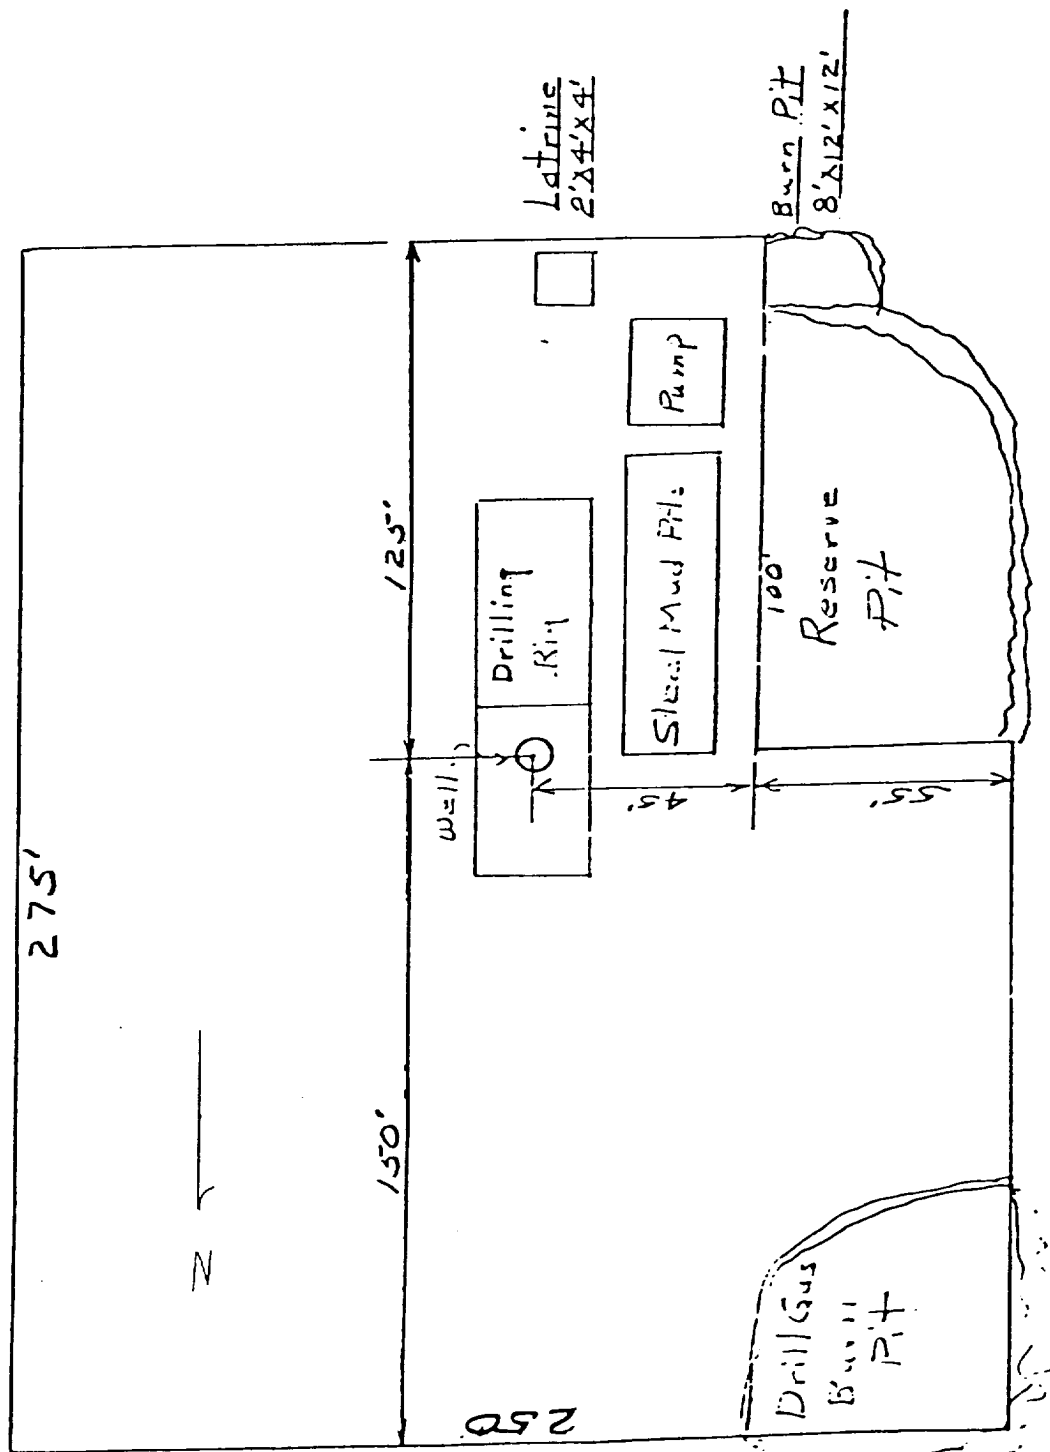 275'
N
150'
125'
Latrine
2'x4'x4'
Drilling
Rig
45'
55'
Pump
Steel Mud Pits
100'
Reserve
Pit
Burn Pit
8'x12'x12'
Drill Gas
Burn
Pit
250